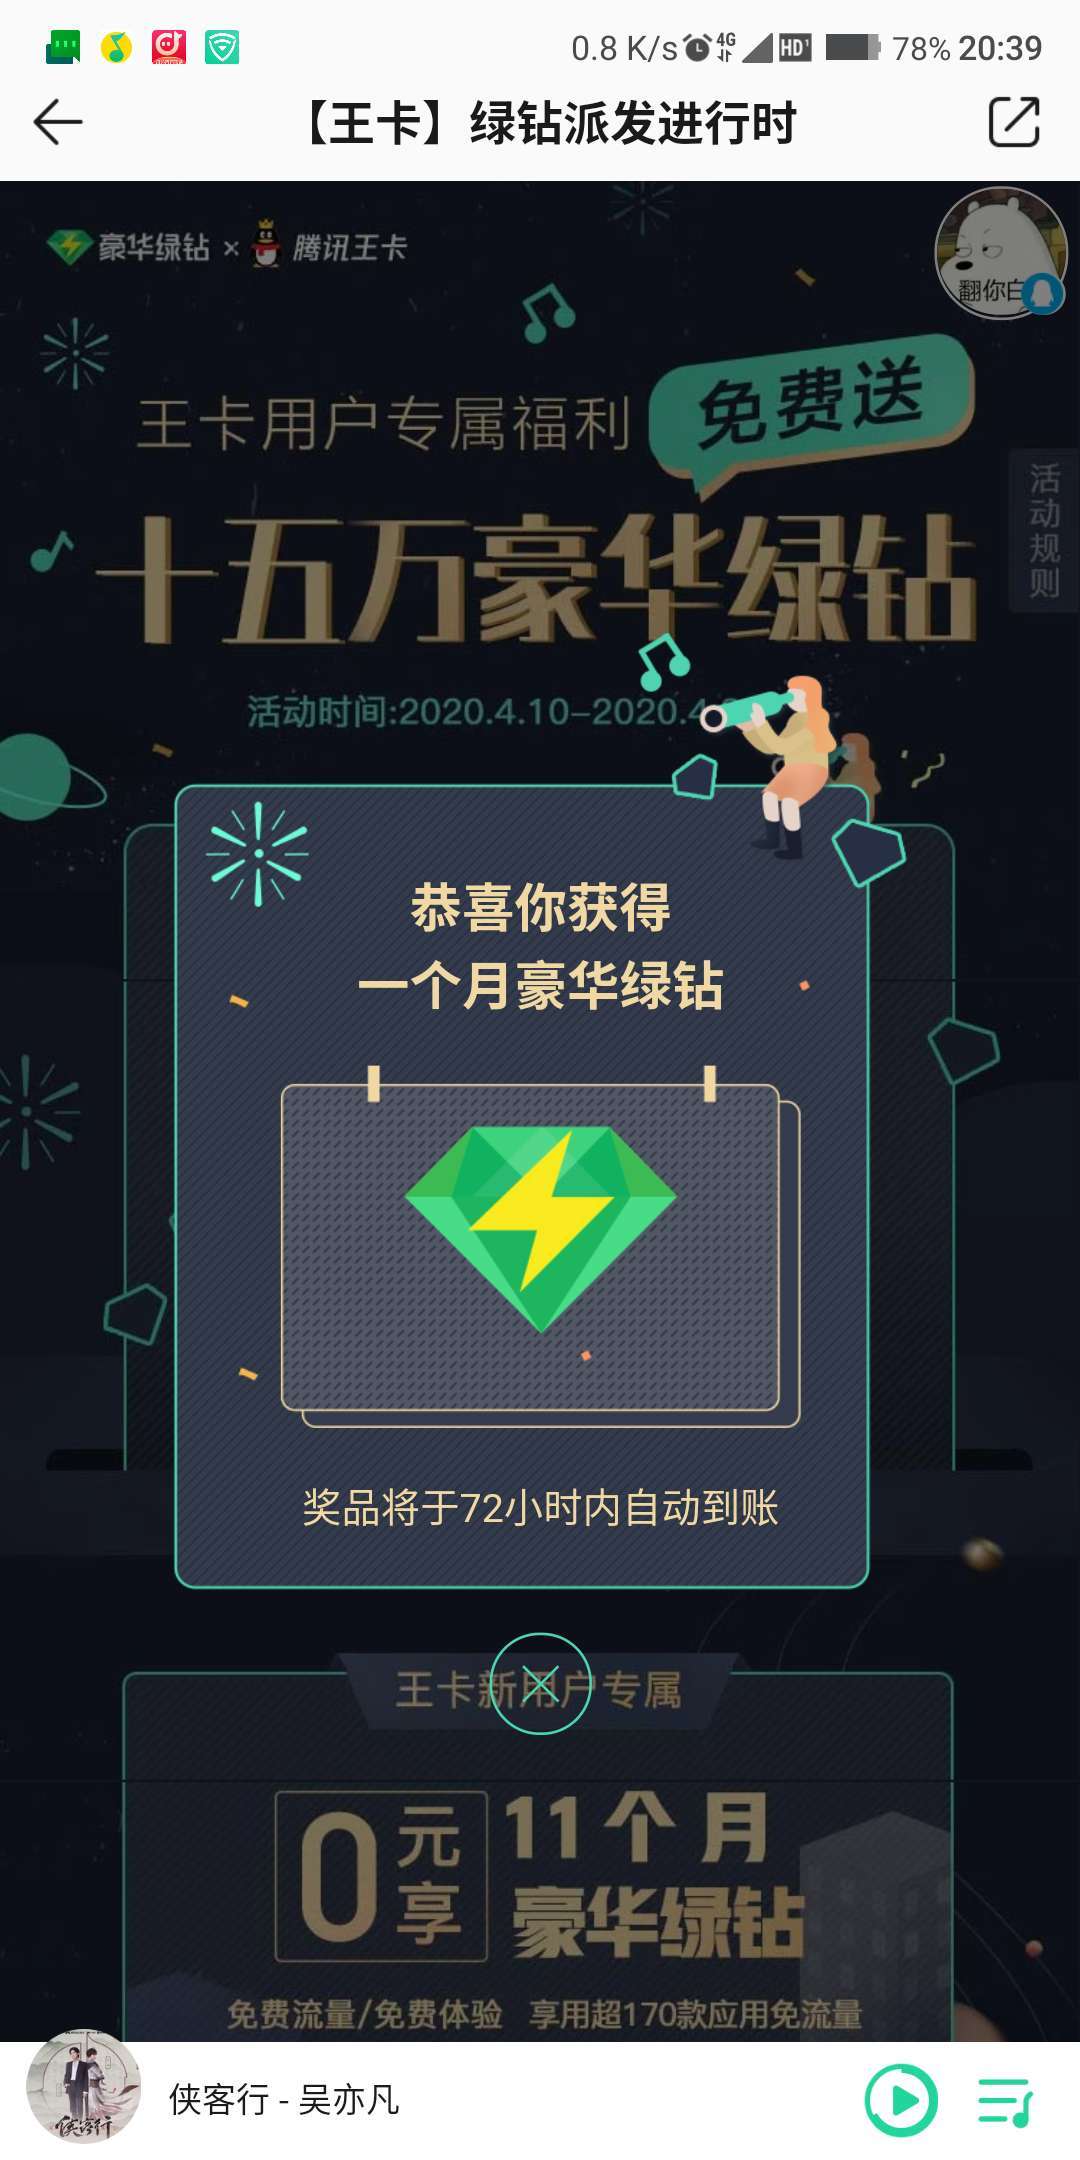 0.8 K/s 4G HD 78% 20:39
【王卡】绿钻派发进行时
豪华绿钻 × 腾讯王卡
翻你白
王卡用户专属福利
免费送
活动规则
十五万豪华绿钻
活动时间:2020.4.10-2020.4.
恭喜你获得
一个月豪华绿钻
奖品将于72小时内自动到账
王卡新用户专属
0元享
11个月
豪华绿钻
免费流量/免费体验 享用超170款应用免流量
侠客行
侠客行 - 吴亦凡